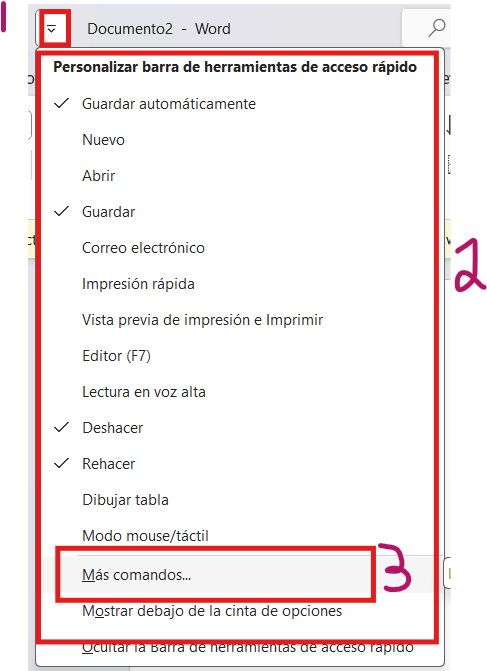 1
Documento2 - Word
Personalizar barra de herramientas de acceso rápido
Guardar automáticamente
Nuevo
Abrir
Guardar
Correo electrónico
2
Impresión rápida
Vista previa de impresión e Imprimir
Editor (F7)
Lectura en voz alta
Deshacer
Rehacer
Dibujar tabla
Modo mouse/táctil
Más comandos...
3
Mostrar debajo de la cinta de opciones
Ocultar la Barra de herramientas de acceso rápido